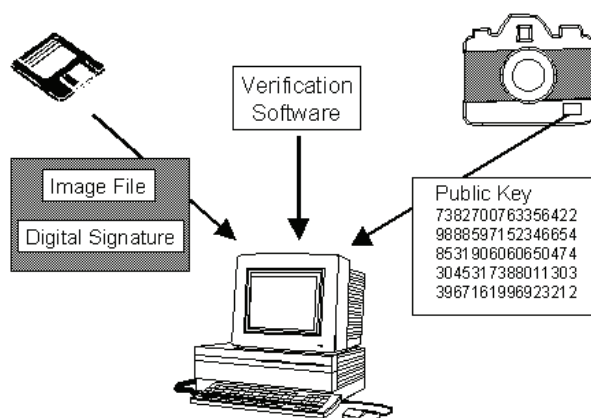 Verification
Software
Image File
Digital Signature
Public Key
7382700763356422
9888597152346654
8531906060650474
3045317388011303
3967161996923212